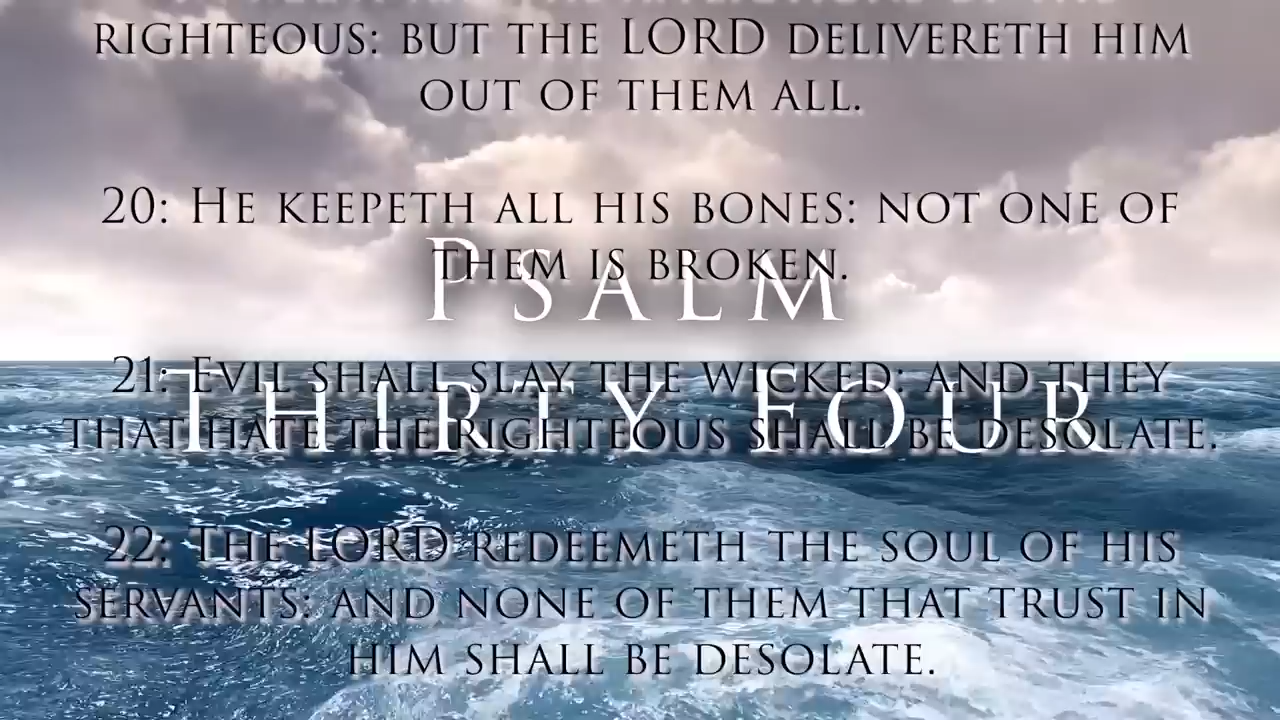 RIGHTEOUS: BUT THE LORD DELIVERETH HIM
OUT OF THEM ALL.
20: HE KEEPETH ALL HIS BONES: NOT ONE OF
THEM IS BROKEN.
PSALM
21: EVIL SHALL SLAY THE WICKED: AND THEY
THIRTY FOUR
THAT HATE THE RIGHTEOUS SHALL BE DESOLATE.
22: THE LORD REDEEMETH THE SOUL OF HIS
SERVANTS: AND NONE OF THEM THAT TRUST IN
HIM SHALL BE DESOLATE.